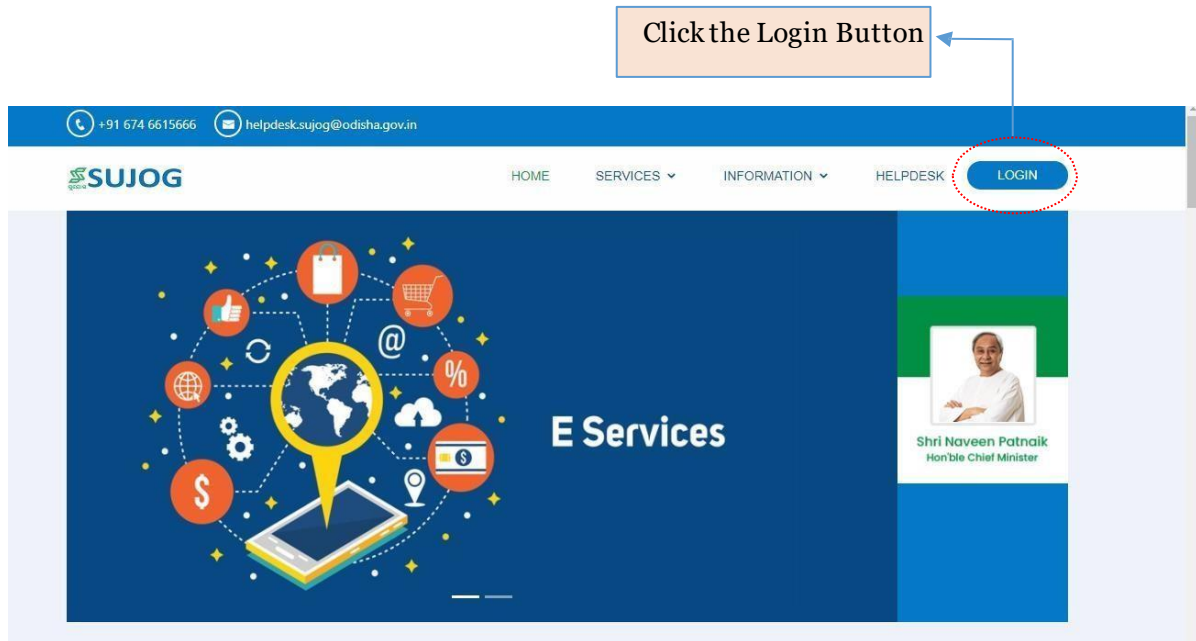 Click the Login Button
+91 674 6615666 helpdesk.sujog@odisha.gov.in
SUJOG HOME SERVICES INFORMATION HELPDESK LOGIN
@
%
$
$
E Services
Shri Naveen Patnaik
Hon'ble Chief Minister